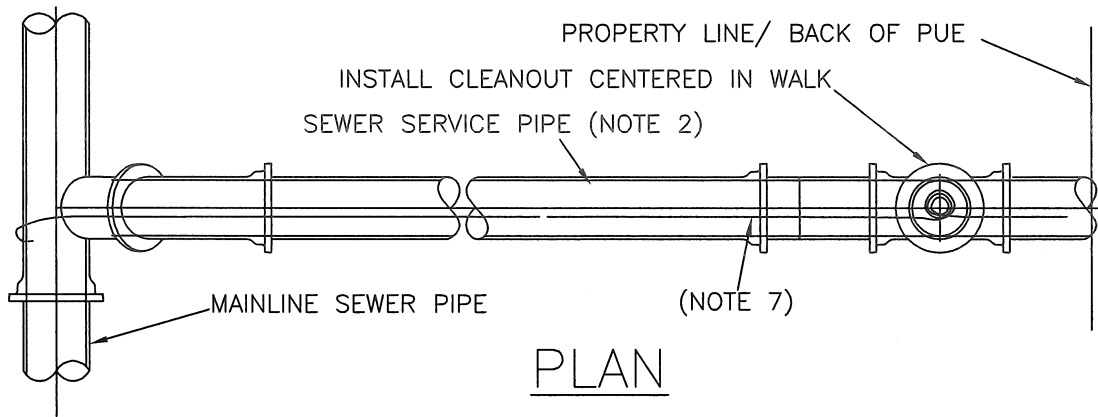 PROPERTY LINE/ BACK OF PUE
INSTALL CLEANOUT CENTERED IN WALK
SEWER SERVICE PIPE (NOTE 2)
MAINLINE SEWER PIPE
(NOTE 7)
PLAN